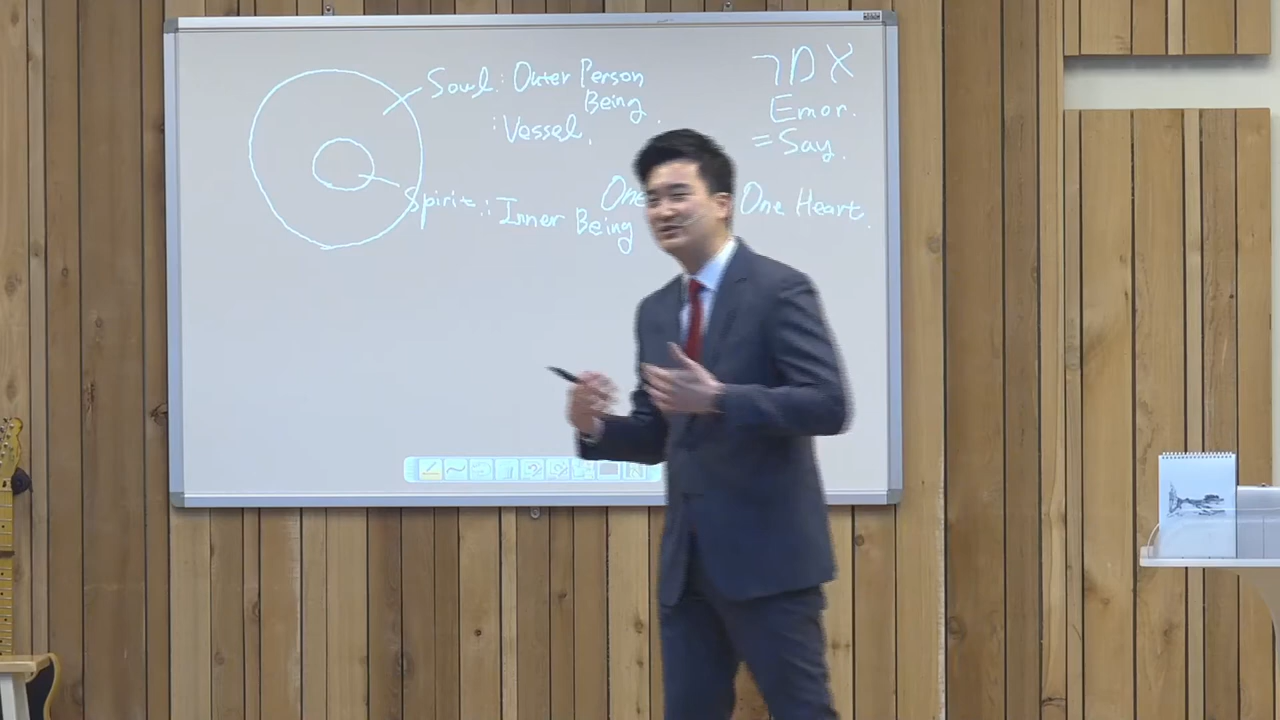 Soul : Outer Person
Being.
: Vessel.
Spirit : Inner Being
אמר
Emor.
= Say.
One One Heart.